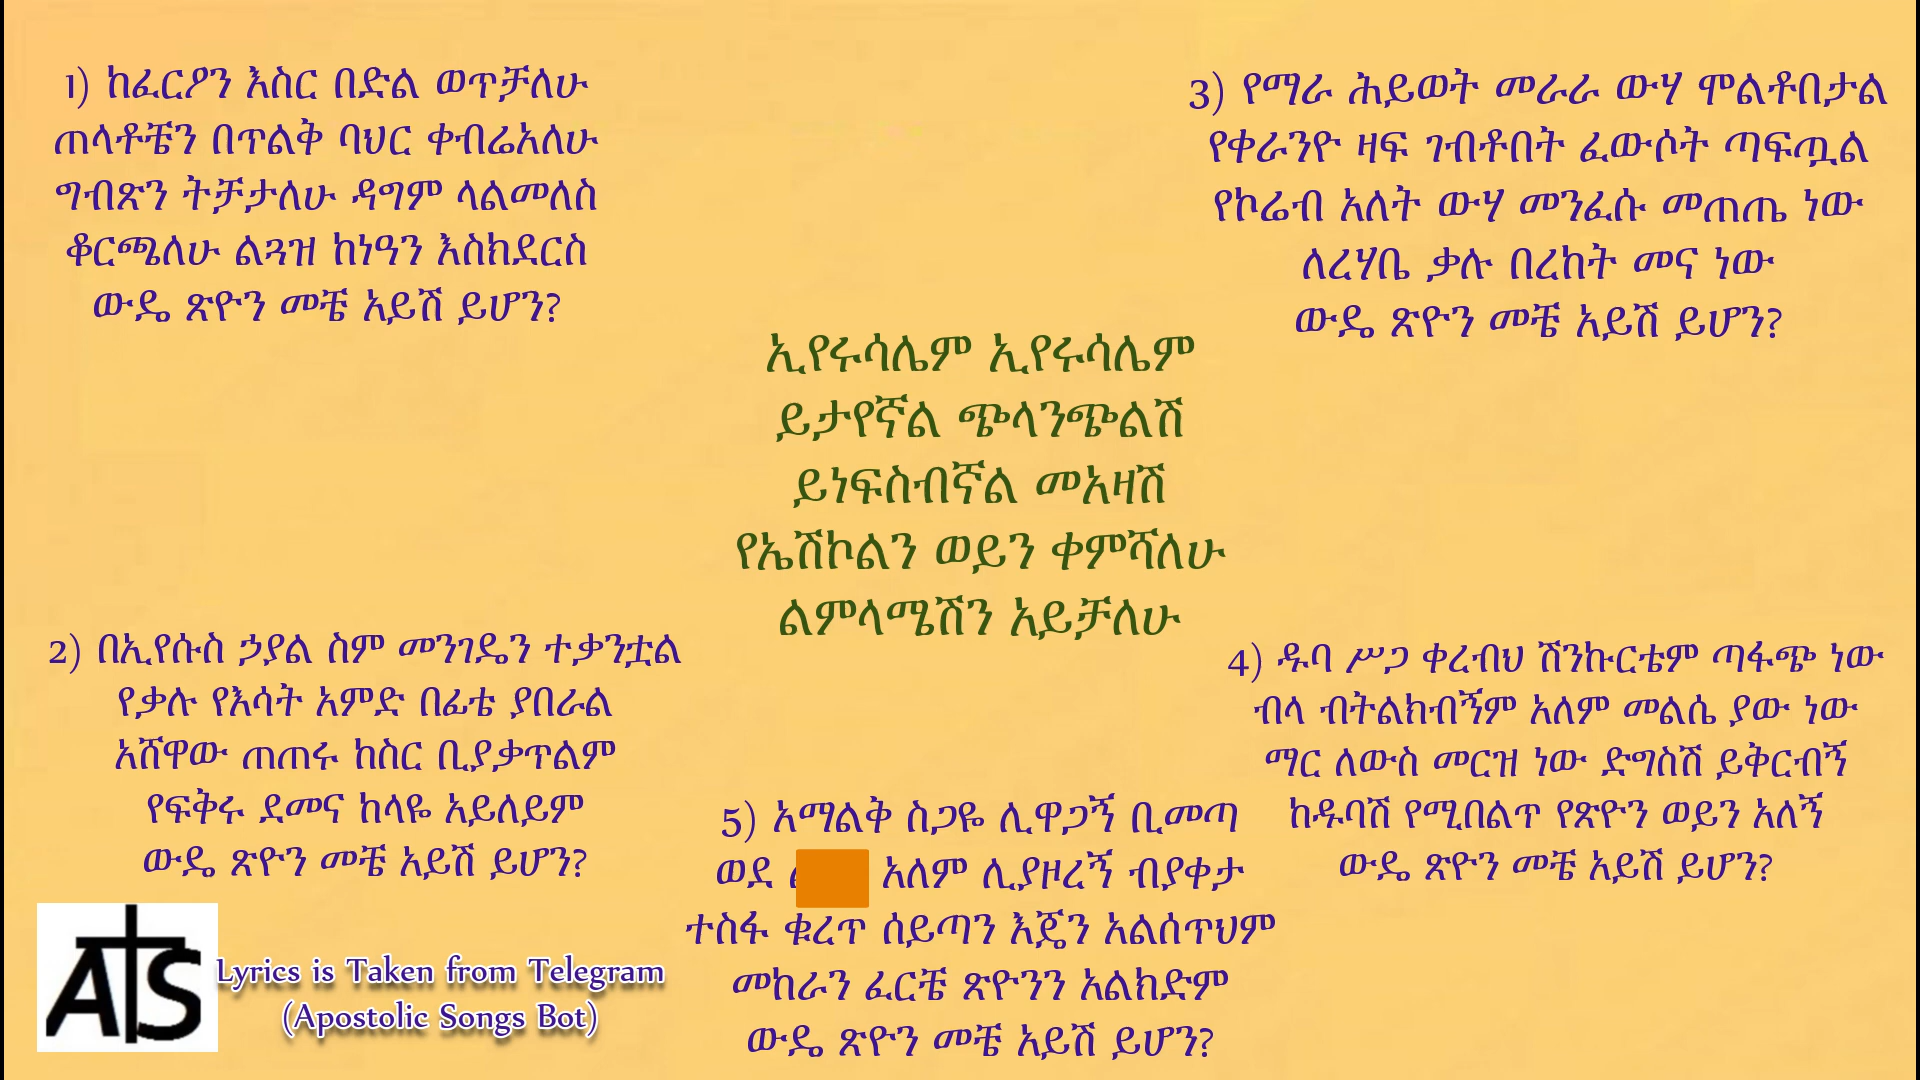 1) ከፈርዖን እስር በድል ወጥቻለሁ
ጠላቶቼን በጥልቅ ባህር ቀብሬአለሁ
ግብጽን ትቻታለሁ ዳግም ላልመለስ
ቆርጫለሁ ልጓዝ ከነዓን እስክደርስ
ውዴ ጽዮን መቼ አይሽ ይሆን?
2) በኢየሱስ ኃያል ስም መንገዴን ተቃንቷል
የቃሉ የእሳት አምድ በፊቴ ያበራል
አሸዋው ጠጠሩ ከስር ቢያቃጥልም
የፍቅሩ ደመና ከላዬ አይለይም
ውዴ ጽዮን መቼ አይሽ ይሆን?
ኢየሩሳሌም ኢየሩሳሌም
ይታየኛል ጭላንጭልሽ
ይነፍስብኛል መአዛሽ
የኤሽኮልን ወይን ቀምሻለሁ
ልምላሜሽን አይቻለሁ
3) የማራ ሕይወት መራራ ውሃ ሞልቶበታል
የቀራንዮ ዛፍ ገብቶበት ፈውሶት ጣፍጧል
የኮሬብ አለት ውሃ መንፈሱ መጠጤ ነው
ለረሃቤ ቃሉ በረከት መና ነው
ውዴ ጽዮን መቼ አይሽ ይሆን?
4) ዱባ ሥጋ ቀረብህ ሽንኩርቴም ጣፋጭ ነው
ብላ ብትልክብኝም አለም መልሴ ያው ነው
ማር ለውስ መርዝ ነው ድግስሽ ይቅርብኝ
ከዱባሽ የሚበልጥ የጽዮን ወይን አለኝ
ውዴ ጽዮን መቼ አይሽ ይሆን?
5) አማልቅ ስጋዬ ሊዋጋኝ ቢመጣ
ወደ አለም ሊያዞረኝ ብያቀታ
ተስፋ ቁረጥ ሰይጣን እጄን አልሰጥህም
መከራን ፈርቼ ጽዮንን አልክድም
ውዴ ጽዮን መቼ አይሽ ይሆን?
ATS
Lyrics is Taken from Telegram
(Apostolic Songs Bot)